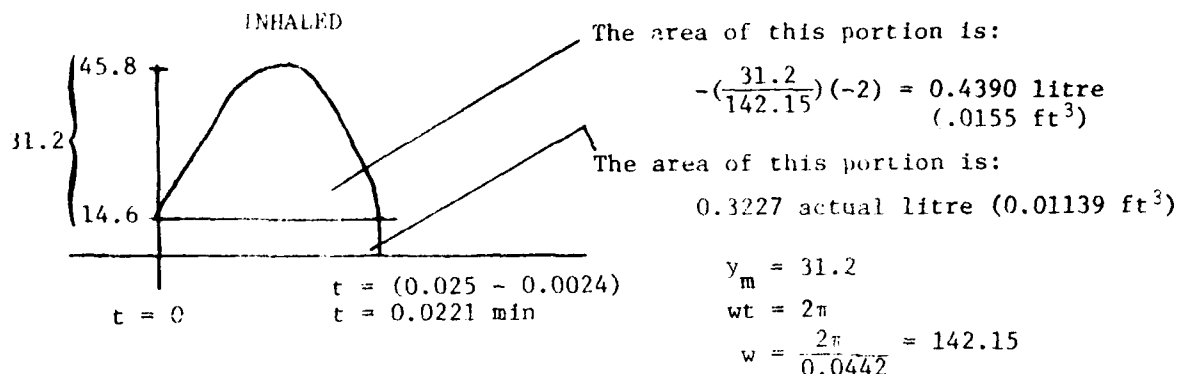 INHALED
45.8
31.2
14.6
t = 0
t = (0.025 - 0.0024)
t = 0.0221 min
The area of this portion is:
-(31.2/142.15)(-2) = 0.4390 litre
(.0155 ft³)
The area of this portion is:
0.3227 actual litre (0.01139 ft³)
y_m = 31.2
wt = 2π
w = 2π/0.0442 = 142.15